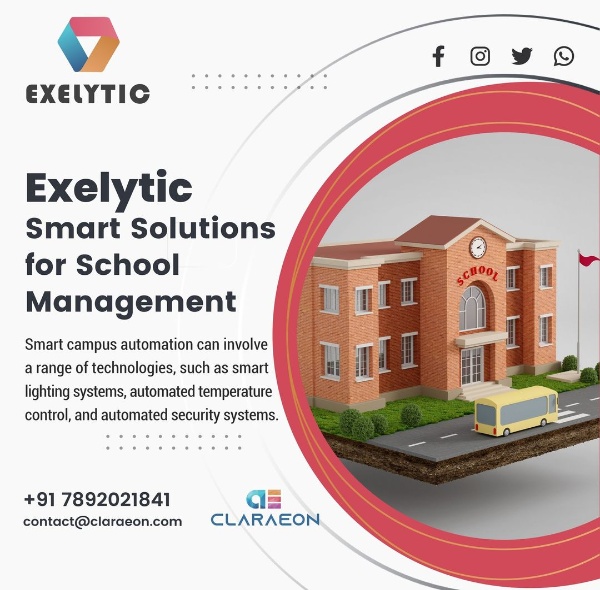 EXELYTIC
Exelytic
Smart Solutions
for School
Management
Smart campus automation can involve
a range of technologies, such as smart
lighting systems, automated temperature
control, and automated security systems.
SCHOOL
+91 7892021841
contact@claraeon.com
CLARAEON